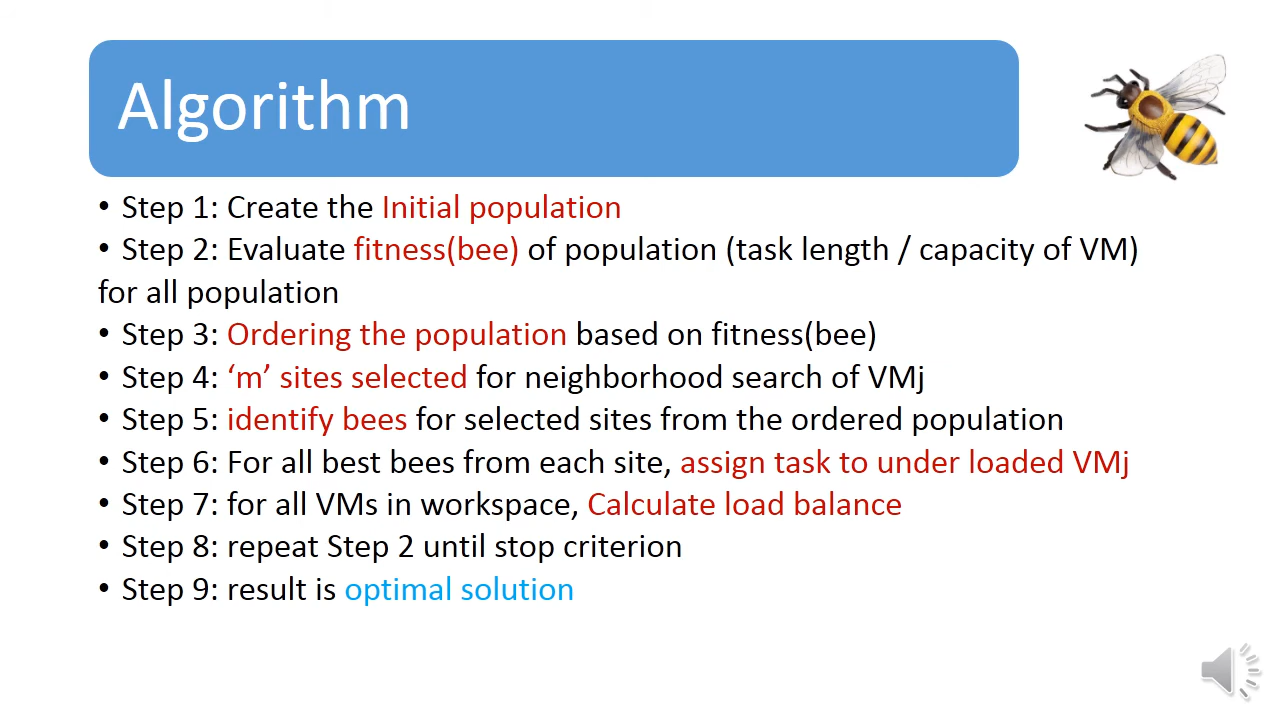 Algorithm
• Step 1: Create the Initial population
• Step 2: Evaluate fitness(bee) of population (task length / capacity of VM)
for all population
• Step 3: Ordering the population based on fitness(bee)
• Step 4: ‘m’ sites selected for neighborhood search of VMj
• Step 5: identify bees for selected sites from the ordered population
• Step 6: For all best bees from each site, assign task to under loaded VMj
• Step 7: for all VMs in workspace, Calculate load balance
• Step 8: repeat Step 2 until stop criterion
• Step 9: result is optimal solution